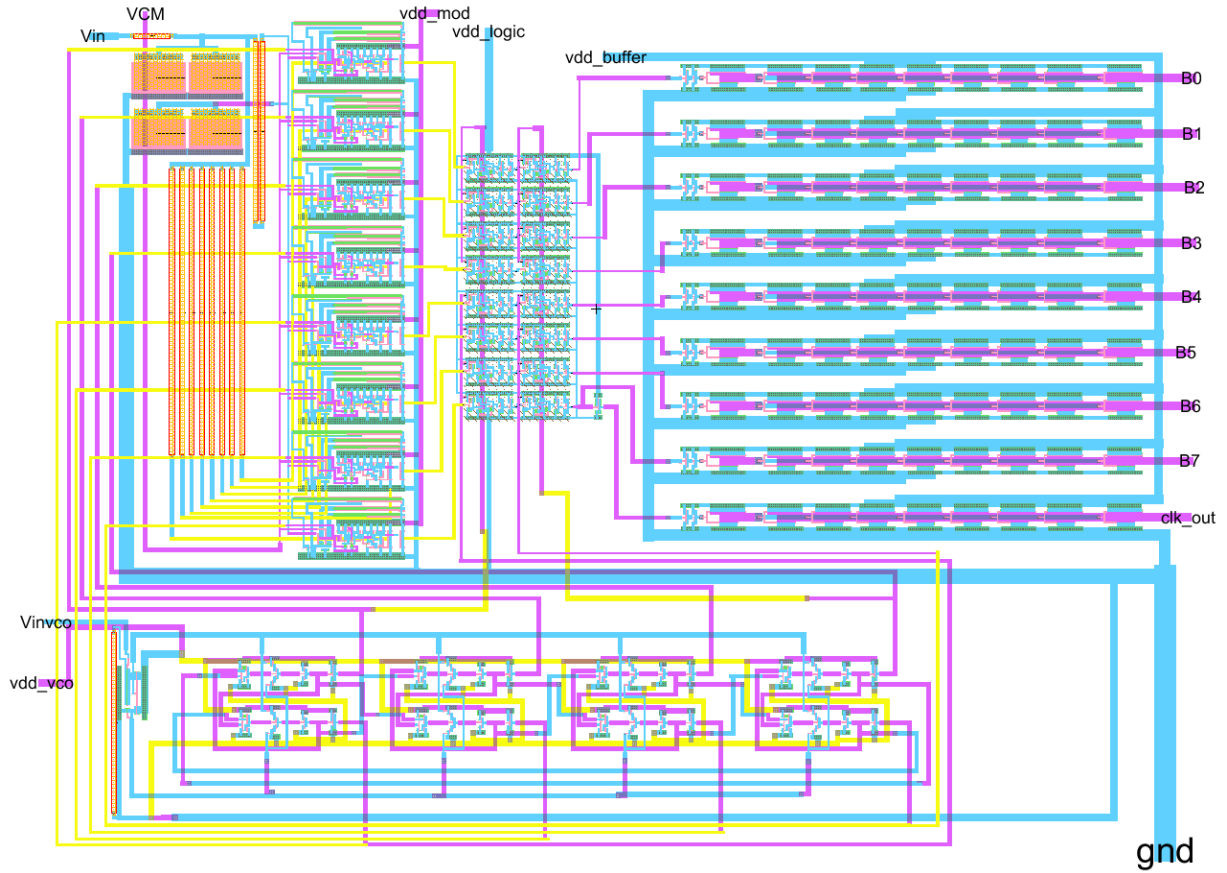 VCM
vdd_mod
Vin
vdd_logic
vdd_buffer
B0
B1
B2
B3
B4
B5
B6
B7
clk_out
Vinvco
vdd_vco
gnd